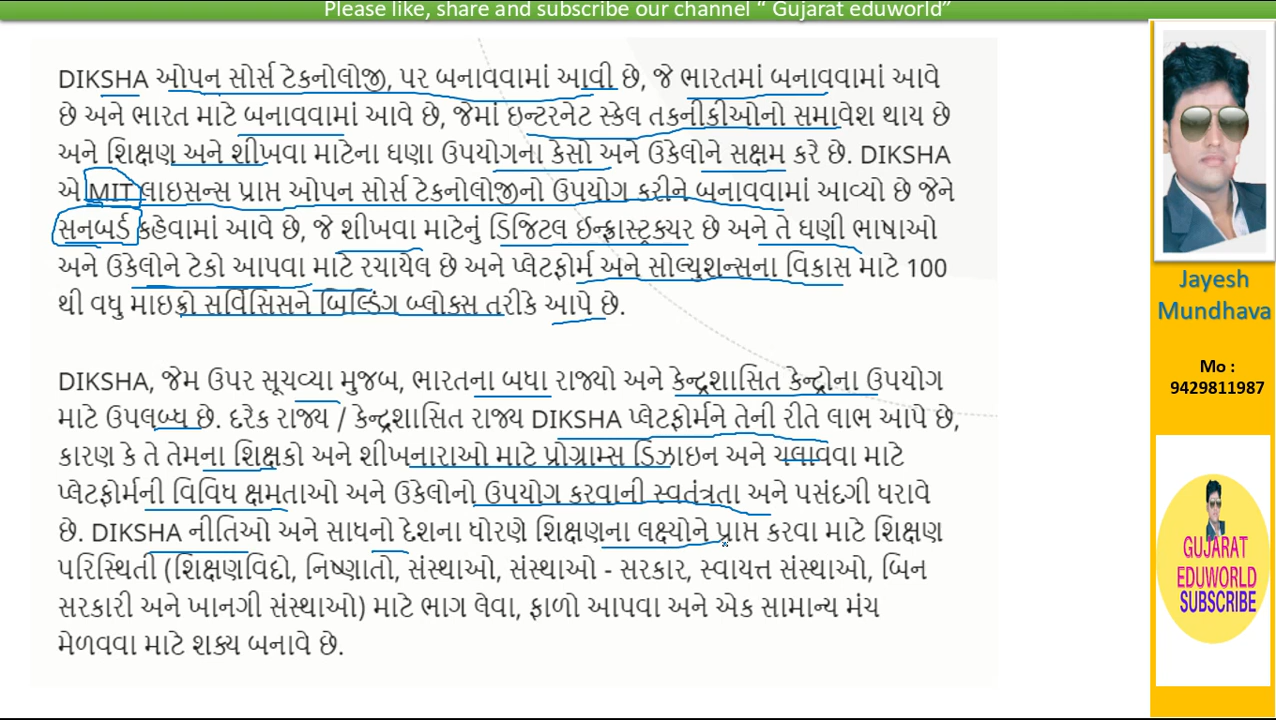 Please like, share and subscribe our channel “ Gujarat eduworld”
DIKSHA ઓપન સોર્સ ટેકનોલોજી, પર બનાવવામાં આવી છે, જે ભારતમાં બનાવવામાં આવે
છે અને ભારત માટે બનાવવામાં આવે છે, જેમાં ઇન્ટરનેટ સ્કેલ તકનીકીઓનો સમાવેશ થાય છે
અને શિક્ષણ અને શીખવા માટેના ઘણા ઉપયોગના કેસો અને ઉકેલોને સક્ષમ કરે છે. DIKSHA
એ MIT લાઇસન્સ પ્રાપ્ત ઓપન સોર્સ ટેકનોલોજીનો ઉપયોગ કરીને બનાવવામાં આવ્યો છે જેને
સનબર્ડ કહેવામાં આવે છે, જે શીખવા માટેનું ડિજિટલ ઈન્ફ્રાસ્ટ્રક્ચર છે અને તે ઘણી ભાષાઓ
અને ઉકેલોને ટેકો આપવા માટે રચાયેલ છે અને પ્લેટફોર્મ અને સોલ્યુશન્સના વિકાસ માટે 100
થી વધુ માઇક્રો સર્વિસિસને બિલ્ડિંગ બ્લોક્સ તરીકે આપે છે.
DIKSHA, જેમ ઉપર સૂચવ્યા મુજબ, ભારતના બધા રાજ્યો અને કેન્દ્રશાસિત કેન્દ્રોના ઉપયોગ
માટે ઉપલબ્ધ છે. દરેક રાજ્ય / કેન્દ્રશાસિત રાજ્ય DIKSHA પ્લેટફોર્મને તેની રીતે લાભ આપે છે,
કારણ કે તે તેમના શિક્ષકો અને શીખનારાઓ માટે પ્રોગ્રામ્સ ડિઝાઇન અને ચલાવવા માટે
પ્લેટફોર્મની વિવિધ ક્ષમતાઓ અને ઉકેલોનો ઉપયોગ કરવાની સ્વતંત્રતા અને પસંદગી ધરાવે
છે. DIKSHA નીતિઓ અને સાધનો દેશના ધોરણે શિક્ષણના લક્ષ્યોને પ્રાપ્ત કરવા માટે શિક્ષણ
પરિસ્થિતી (શિક્ષણવિદો, નિષ્ણાતો, સંસ્થાઓ, સંસ્થાઓ - સરકાર, સ્વાયત્ત સંસ્થાઓ, બિન
સરકારી અને ખાનગી સંસ્થાઓ) માટે ભાગ લેવા, ફાળો આપવા અને એક સામાન્ય મંચ
મેળવવા માટે શક્ય બનાવે છે.
Jayesh
Mundhava
Mo :
9429811987
GUJARAT
EDUWORLD
SUBSCRIBE